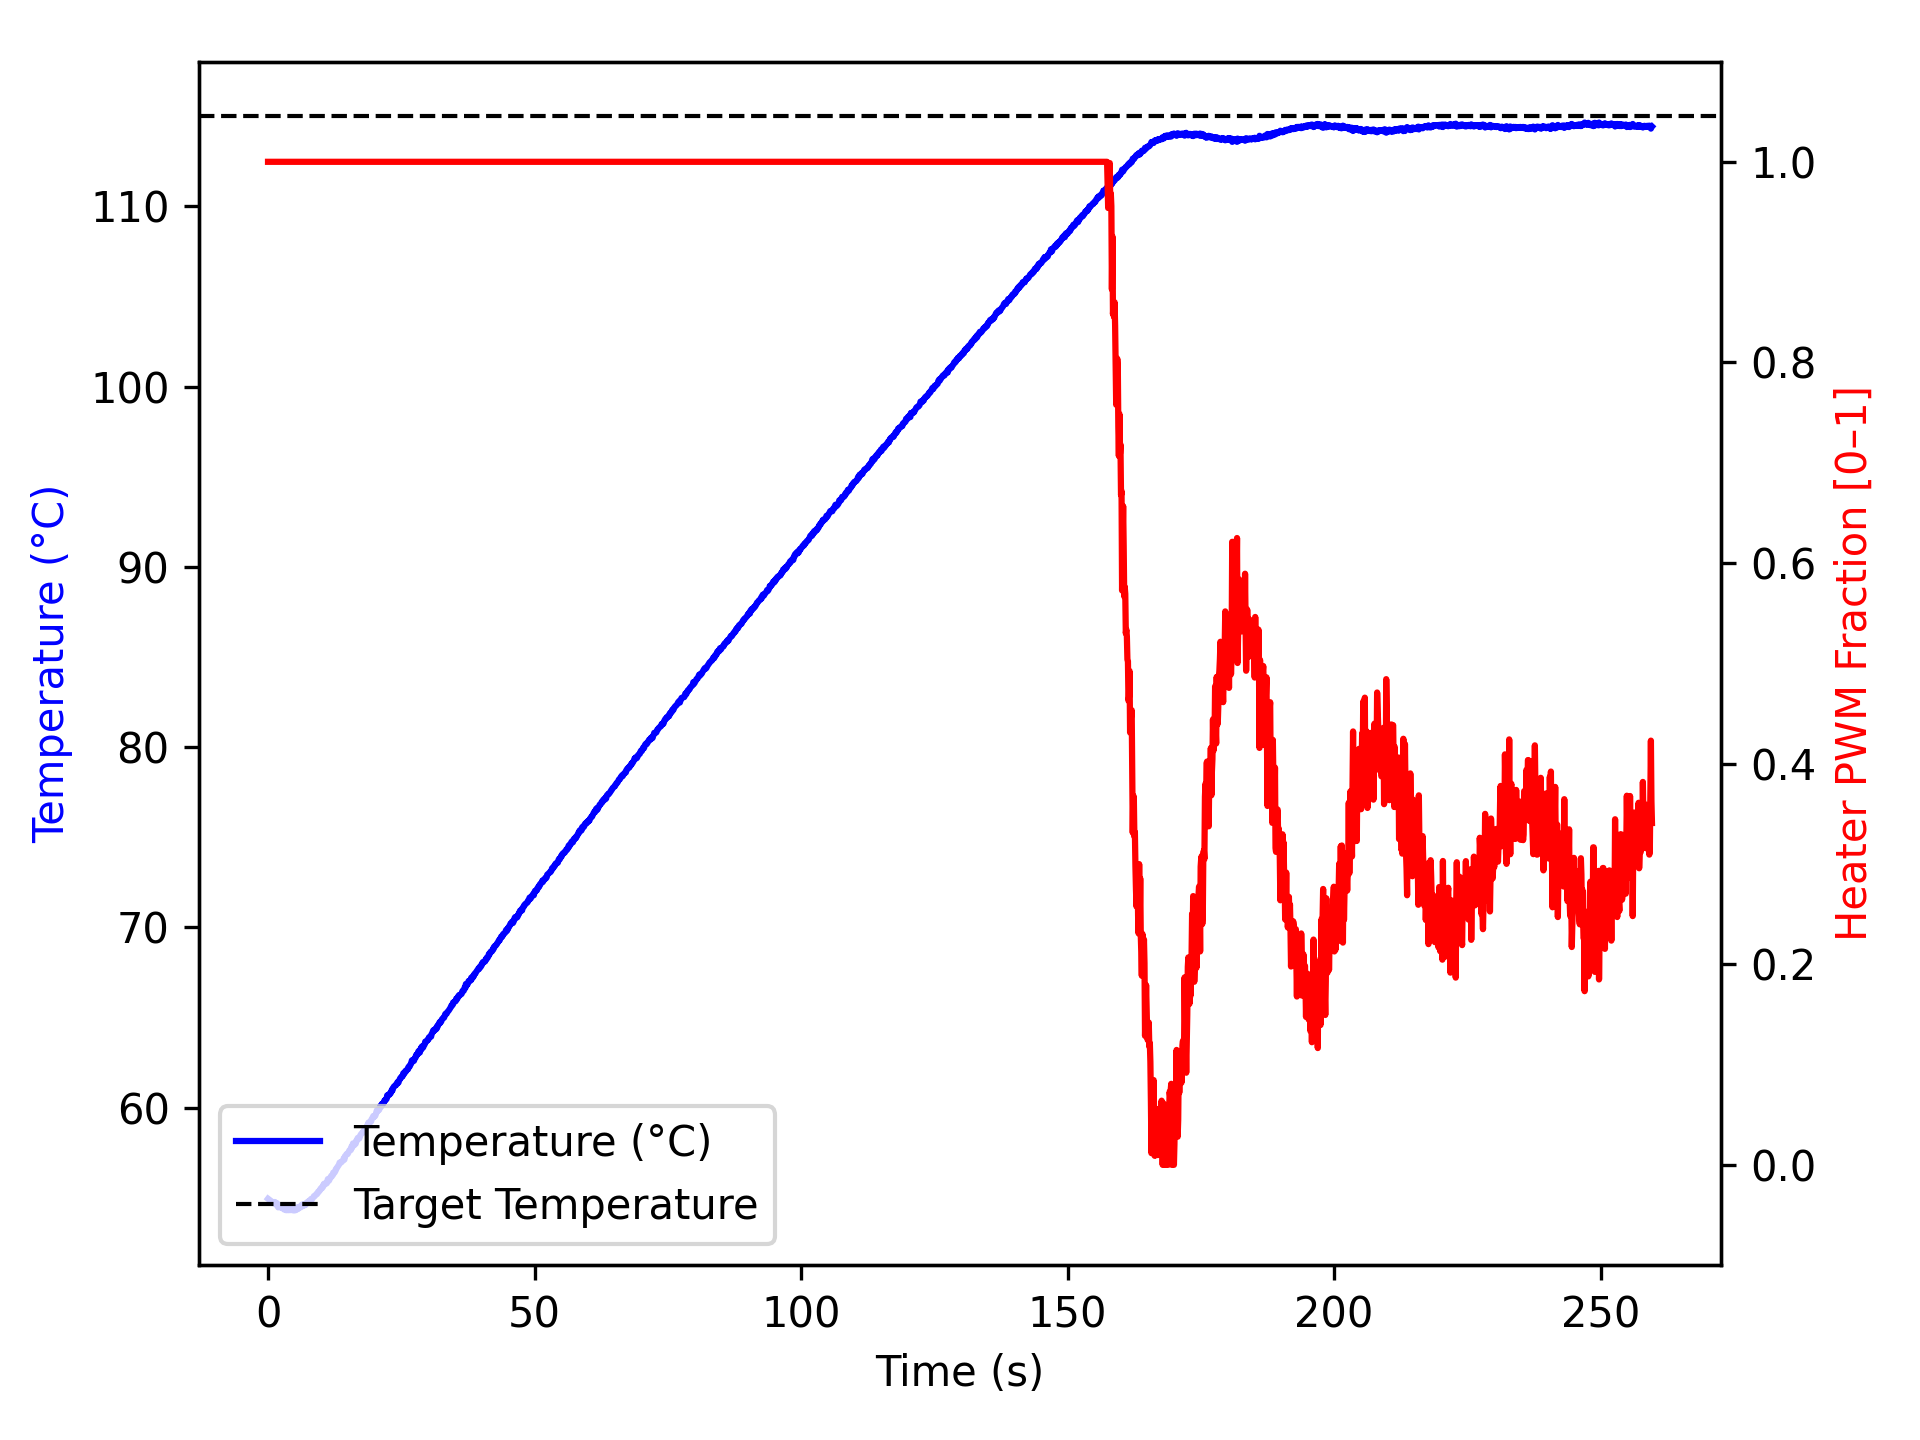 110
100
90
80
70
60
Temperature (°C)
1.0
0.8
0.6
0.4
0.2
0.0
Heater PWM Fraction [0–1]
Temperature (°C)
Target Temperature
0 50 100 150 200 250
Time (s)